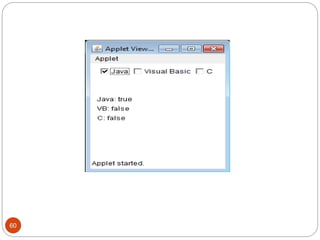 Applet View...
Applet
Java Visual Basic C
Java: true
VB: false
C: false
Applet started.
60